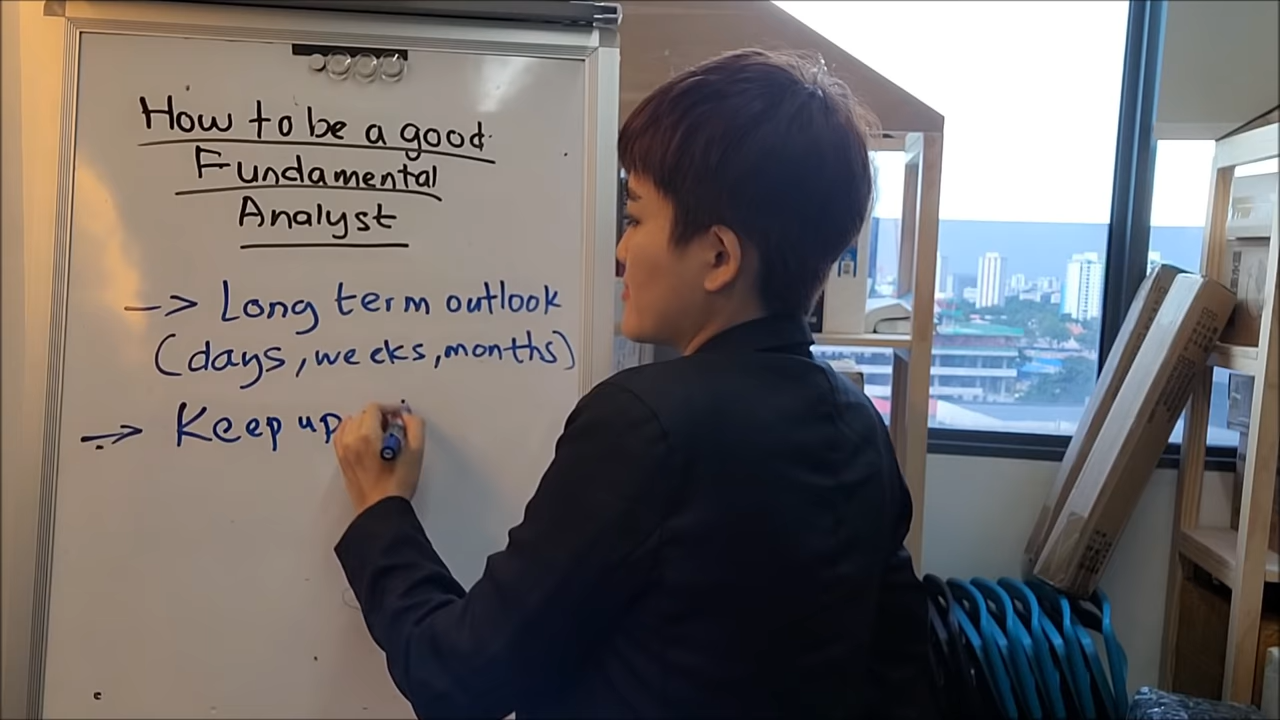 How to be a good
Fundamental
Analyst
-> Long term outlook
(days, weeks, months)
-> Keep up